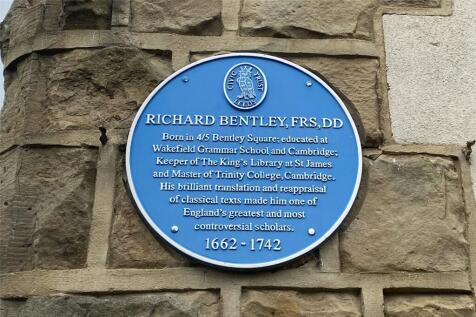 CIVIC TRUST
LEEDS
RICHARD BENTLEY, FRS, DD
Born in 4/5 Bentley Square; educated at
Wakefield Grammar School and Cambridge;
Keeper of The King's Library at St James
and Master of Trinity College, Cambridge.
His brilliant translation and reappraisal
of classical texts made him one of
England's greatest and most
controversial scholars.
1662 - 1742